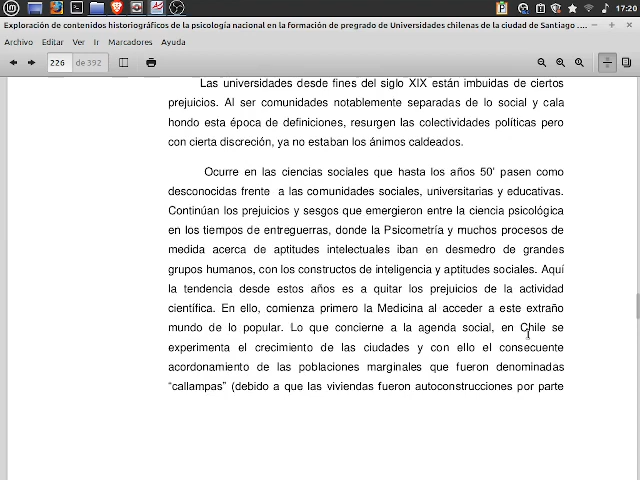 17:20
Exploración de contenidos historiográficos de la psicología nacional en la formación de pregrado de Universidades chilenas de la ciudad de Santiago ....
Archivo Editar Ver Ir Marcadores Ayuda
226 de 392
Las universidades desde fines del siglo XIX están imbuidas de ciertos
prejuicios. Al ser comunidades notablemente separadas de lo social y cala
hondo esta época de definiciones, resurgen las colectividades políticas pero
con cierta discreción, ya no estaban los ánimos caldeados.
Ocurre en las ciencias sociales que hasta los años 50' pasen como
desconocidas frente a las comunidades sociales, universitarias y educativas.
Continúan los prejuicios y sesgos que emergieron entre la ciencia psicológica
en los tiempos de entreguerras, donde la Psicometría y muchos procesos de
medida acerca de aptitudes intelectuales iban en desmedro de grandes
grupos humanos, con los constructos de inteligencia y aptitudes sociales. Aquí
la tendencia desde estos años es a quitar los prejuicios de la actividad
científica. En ello, comienza primero la Medicina al acceder a este extraño
mundo de lo popular. Lo que concierne a la agenda social, en Chile se
experimenta el crecimiento de las ciudades y con ello el consecuente
acordonamiento de las poblaciones marginales que fueron denominadas
“callampas” (debido a que las viviendas fueron autoconstrucciones por parte